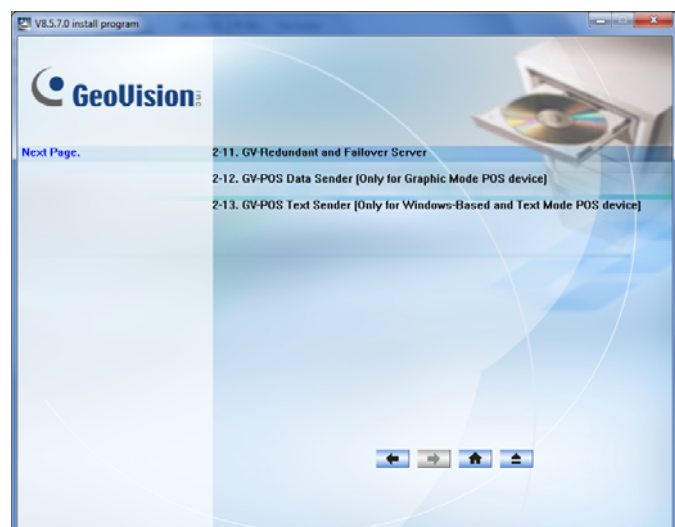 V8.5.7.0 install program
GeoVision inc
Next Page.
2-11. GV-Redundant and Failover Server
2-12. GV-POS Data Sender (Only for Graphic Mode POS device)
2-13. GV-POS Text Sender (Only for Windows-Based and Text Mode POS device)